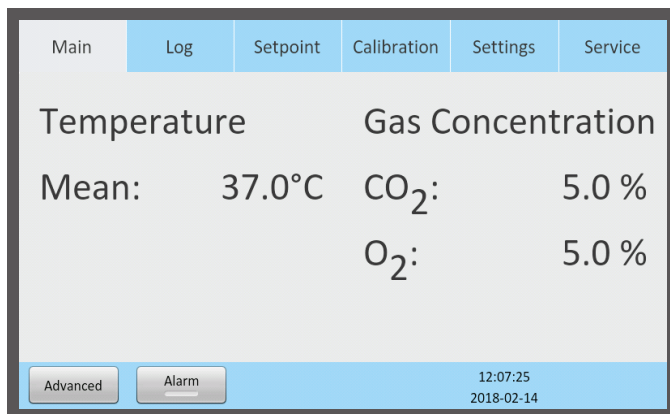 Main Log Setpoint Calibration Settings Service
Temperature Gas Concentration
Mean: 37.0°C CO₂: 5.0 %
O₂: 5.0 %
Advanced Alarm 12:07:25
2018-02-14